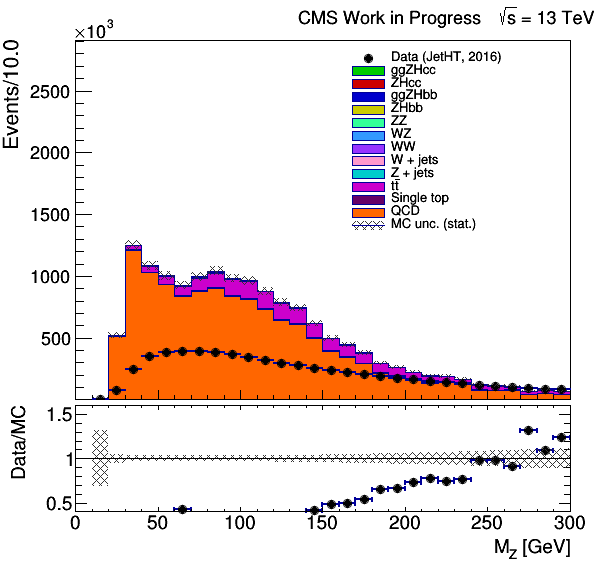 CMS Work in Progress √s = 13 TeV
×10³
Events/10.0
2500
2000
1500
1000
500
Data (JetHT, 2016)
ggZHcc
ZHcc
ggZHbb
ZHbb
ZZ
WZ
WW
W + jets
Z + jets
tt̄
Single top
QCD
MC unc. (stat.)
Data/MC
1.5
1
0.5
0 50 100 150 200 250 300
M_Z [GeV]